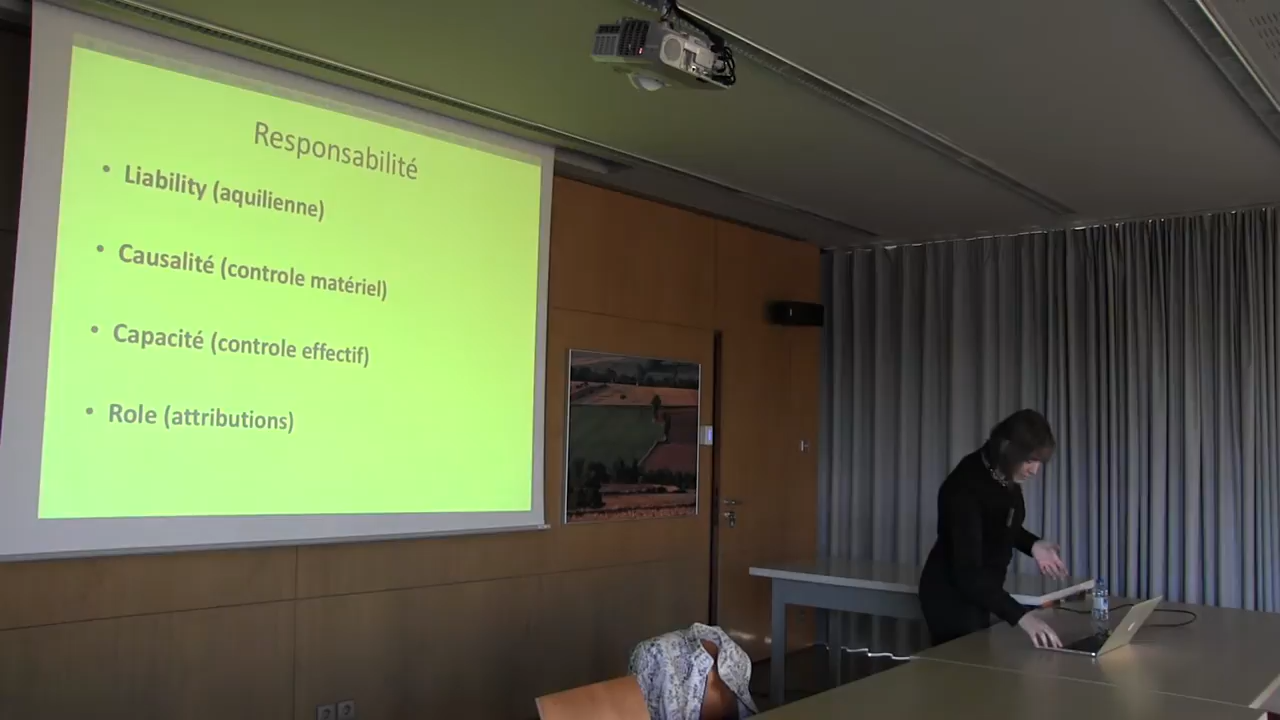 Responsabilité
• Liability (aquilienne)
• Causalité (controle matériel)
• Capacité (controle effectif)
• Role (attributions)